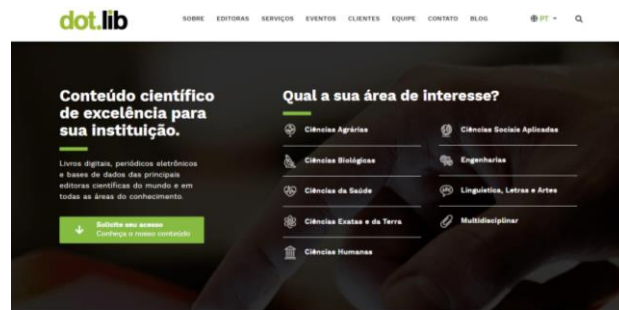 dot.lib
SOBRE EDITORAS SERVIÇOS EVENTOS CLIENTES EQUIPE CONTATO BLOG PT
Conteúdo científico
de excelência para
sua instituição.
Livros digitais, periódicos eletrônicos
e bases de dados das principais
editoras científicas do mundo e em
todas as áreas do conhecimento.
Solicite seu acesso
Conheça o nosso conteúdo
Qual a sua área de interesse?
Ciências Agrárias
Ciências Biológicas
Ciências da Saúde
Ciências Exatas e da Terra
Ciências Humanas
Ciências Sociais Aplicadas
Engenharias
Linguística, Letras e Artes
Multidisciplinar